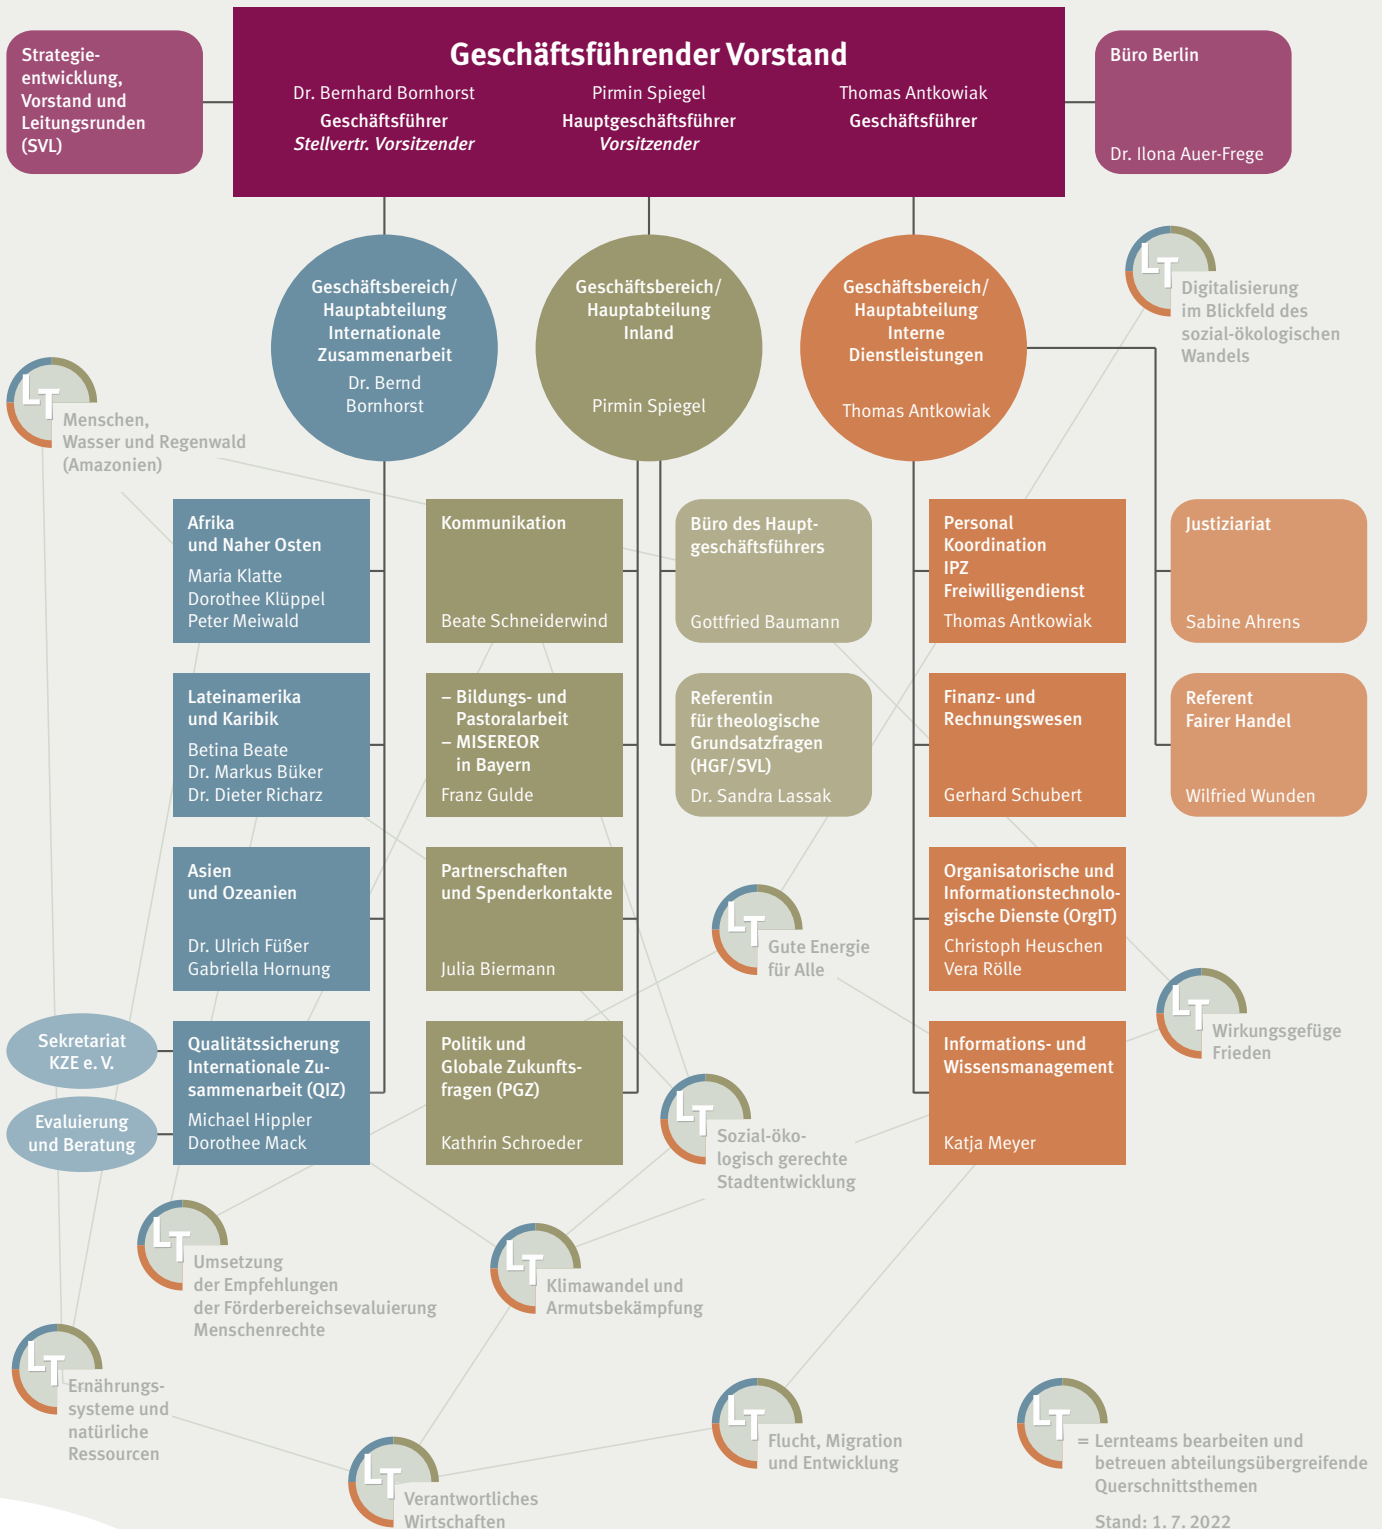 Strategie-
entwicklung,
Vorstand und
Leitungsrunden
(SVL)
Geschäftsführender Vorstand
Dr. Bernhard Bornhorst
Geschäftsführer
Stellvertr. Vorsitzender
Pirmin Spiegel
Hauptgeschäftsführer
Vorsitzender
Thomas Antkowiak
Geschäftsführer
Büro Berlin
Dr. Ilona Auer-Frege
Geschäftsbereich/
Hauptabteilung
Internationale
Zusammenarbeit
Dr. Bernd
Bornhorst
Geschäftsbereich/
Hauptabteilung
Inland
Pirmin Spiegel
Geschäftsbereich/
Hauptabteilung
Interne
Dienstleistungen
Thomas Antkowiak
LT
Digitalisierung
im Blickfeld des
sozial-ökologischen
Wandels
LT
Menschen,
Wasser und Regenwald
(Amazonien)
Afrika
und Naher Osten
Maria Klatte
Dorothee Klüppel
Peter Meiwald
Kommunikation
Beate Schneiderwind
Büro des Haupt-
geschäftsführers
Gottfried Baumann
Personal
Koordination
IPZ
Freiwilligendienst
Thomas Antkowiak
Justiziariat
Sabine Ahrens
Lateinamerika
und Karibik
Betina Beate
Dr. Markus Büker
Dr. Dieter Richarz
– Bildungs- und
Pastoralarbeit
– MISEREOR
in Bayern
Franz Gulde
Referentin
für theologische
Grundsatzfragen
(HGF/SVL)
Dr. Sandra Lassak
Finanz- und
Rechnungswesen
Gerhard Schubert
Referent
Fairer Handel
Wilfried Wunden
Asien
und Ozeanien
Dr. Ulrich Füßer
Gabriella Hornung
Partnerschaften
und Spenderkontakte
Julia Biermann
LT
Gute Energie
für Alle
Organisatorische und
Informationstechnolo-
gische Dienste (OrgIT)
Christoph Heuschen
Vera Rölle
LT
Wirkungsgefüge
Frieden
Sekretariat
KZE e. V.
Evaluierung
und Beratung
Qualitätssicherung
Internationale Zu-
sammenarbeit (QIZ)
Michael Hippler
Dorothee Mack
Politik und
Globale Zukunfts-
fragen (PGZ)
Kathrin Schroeder
LT
Sozial-öko-
logisch gerechte
Stadtentwicklung
Informations- und
Wissensmanagement
Katja Meyer
LT
Umsetzung
der Empfehlungen
der Förderbereichsevaluierung
Menschenrechte
LT
Klimawandel und
Armutsbekämpfung
LT
Ernährungs-
systeme und
natürliche
Ressourcen
LT
Verantwortliches
Wirtschaften
LT
Flucht, Migration
und Entwicklung
LT
= Lernteams bearbeiten und
betreuen abteilungsübergreifende
Querschnittsthemen
Stand: 1. 7. 2022